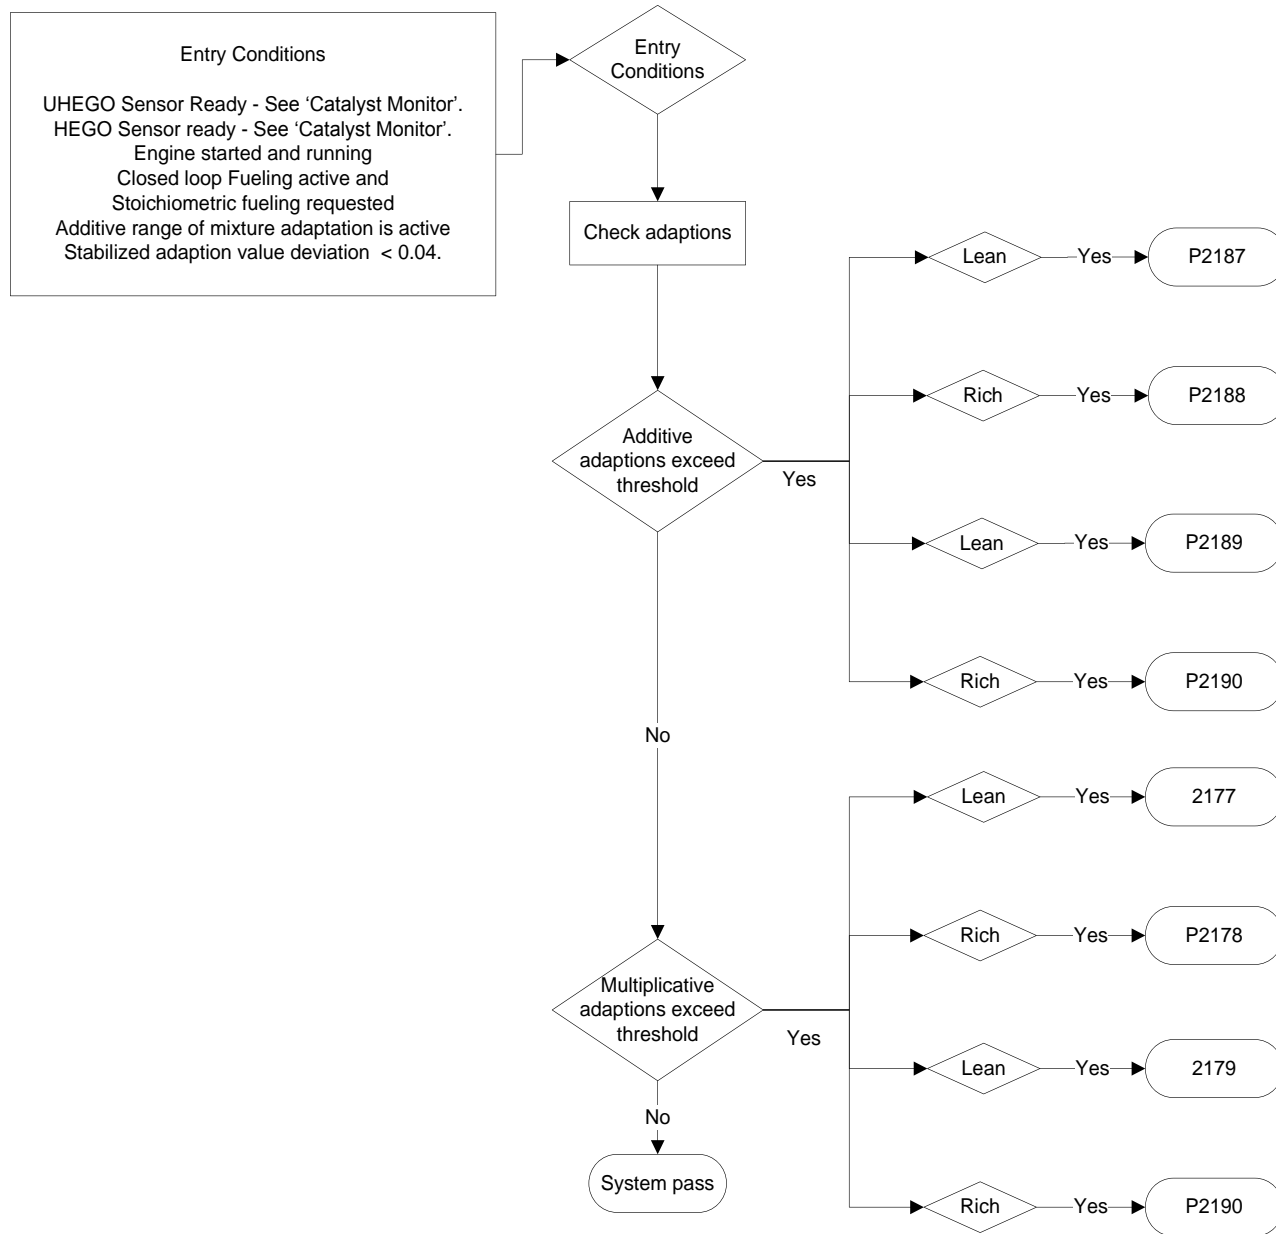 Entry Conditions
UHEGO Sensor Ready - See ‘Catalyst Monitor’.
HEGO Sensor ready - See ‘Catalyst Monitor’.
Engine started and running
Closed loop Fueling active and
Stoichiometric fueling requested
Additive range of mixture adaptation is active
Stabilized adaption value deviation < 0.04.
Entry
Conditions
Check adaptions
Additive
adaptions exceed
threshold
Yes
Lean
Yes
P2187
Rich
Yes
P2188
Lean
Yes
P2189
Rich
Yes
P2190
No
Multiplicative
adaptions exceed
threshold
Yes
Lean
Yes
2177
Rich
Yes
P2178
Lean
Yes
2179
Rich
Yes
P2190
No
System pass